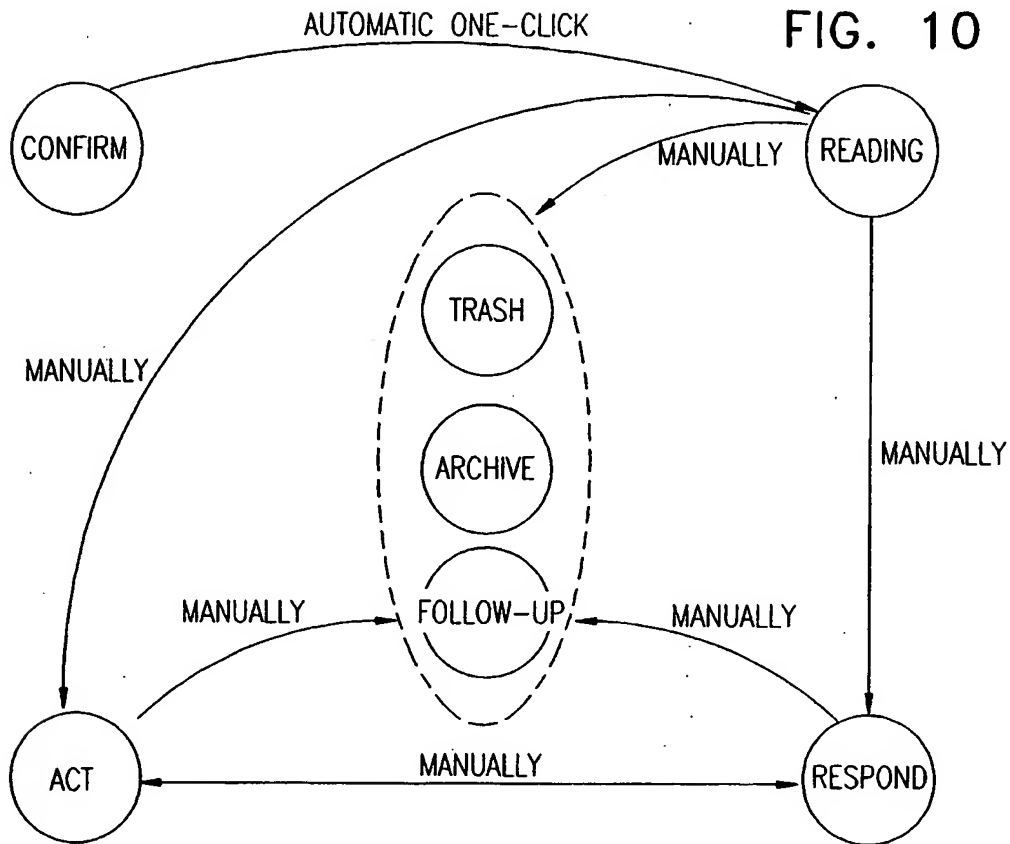 AUTOMATIC ONE-CLICK
FIG. 10
CONFIRM
MANUALLY
READING
TRASH
MANUALLY
ARCHIVE
MANUALLY
MANUALLY
FOLLOW-UP
MANUALLY
ACT
MANUALLY
RESPOND